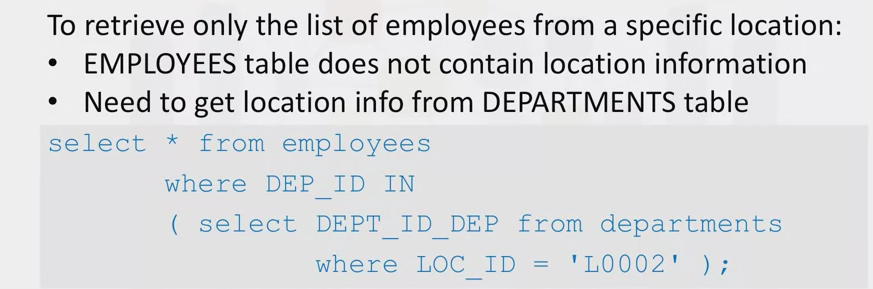 To retrieve only the list of employees from a specific location:
• EMPLOYEES table does not contain location information
• Need to get location info from DEPARTMENTS table
select * from employees
where DEP_ID IN
( select DEPT_ID_DEP from departments
where LOC_ID = 'L0002' );